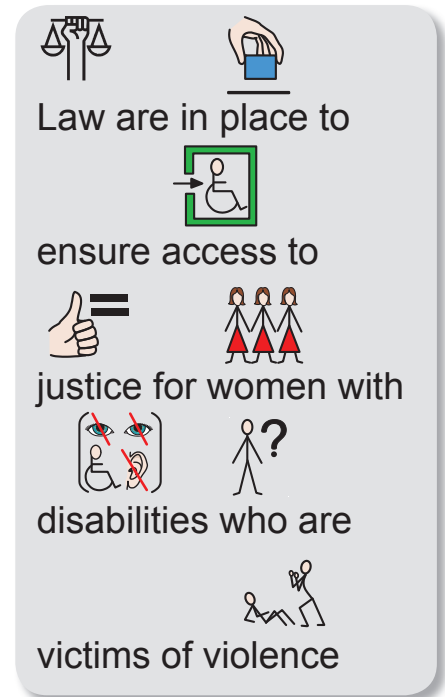 Law are in place to
ensure access to
justice for women with
?
disabilities who are
victims of violence